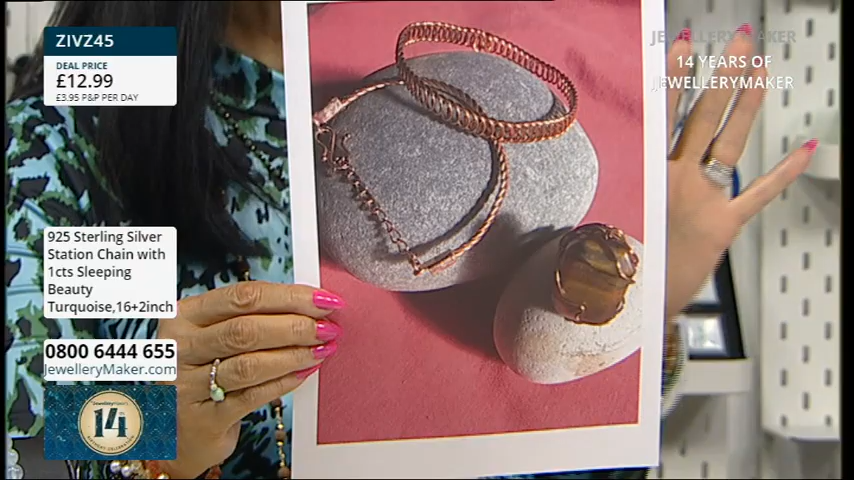 ZIVZ45
DEAL PRICE
£12.99
£3.95 P&P PER DAY
JEWELLERYMAKER
14 YEARS OF
JEWELLERYMAKER
925 Sterling Silver
Station Chain with
1cts Sleeping
Beauty
Turquoise,16+2inch
0800 6444 655
JewelleryMaker.com
14